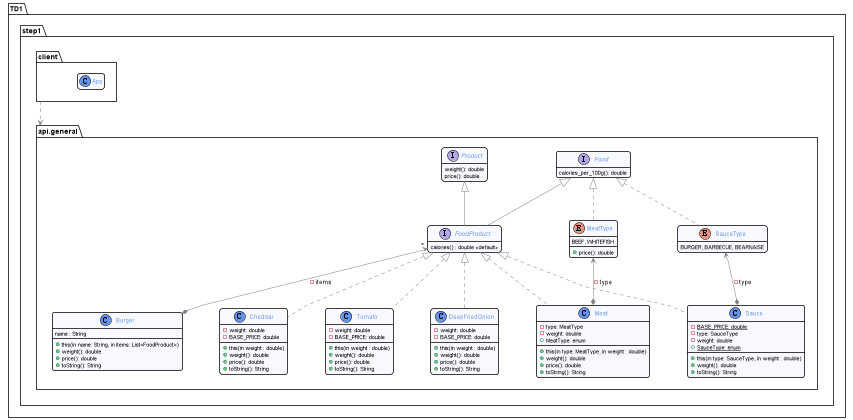 TD1
step1
client
C App
api.general
I Product
weight(): double
price(): double
I Food
calories_per_100g(): double
I FoodProduct
calories() : double «default»
E MeatType
BEEF, WHITEFISH
price(): double
E SauceType
BURGER, BARBECUE, BEARNAISE
*
items
type
type
C Burger
name : String
this(in name: String, in items: List<FoodProduct>)
weight(): double
price(): double
toString(): String
C Cheddar
weight: double
BASE_PRICE: double
this(in weight : double)
weight(): double
price(): double
toString(): String
C Tomato
weight: double
BASE_PRICE: double
this(in weight : double)
weight(): double
price(): double
toString(): String
C DeepFriedOnion
weight: double
BASE_PRICE: double
this(in weight : double)
weight(): double
price(): double
toString(): String
C Meat
type: MeatType
weight: double
MeatType: enum
this(in type: MeatType, in weight : double)
weight(): double
price(): double
toString(): String
C Sauce
BASE_PRICE: double
type: SauceType
weight: double
SauceType: enum
this(in type: SauceType, in weight : double)
weight(): double
price(): double
toString(): String